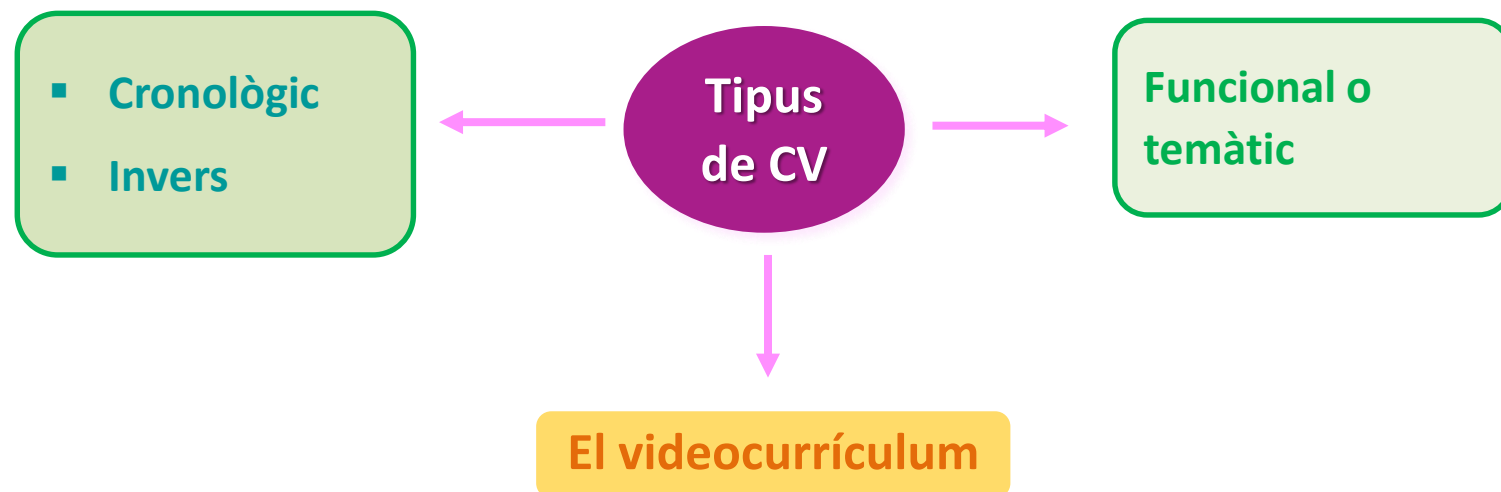 ▪ Cronològic
▪ Invers
Tipus
de CV
Funcional o
temàtic
El videocurrículum